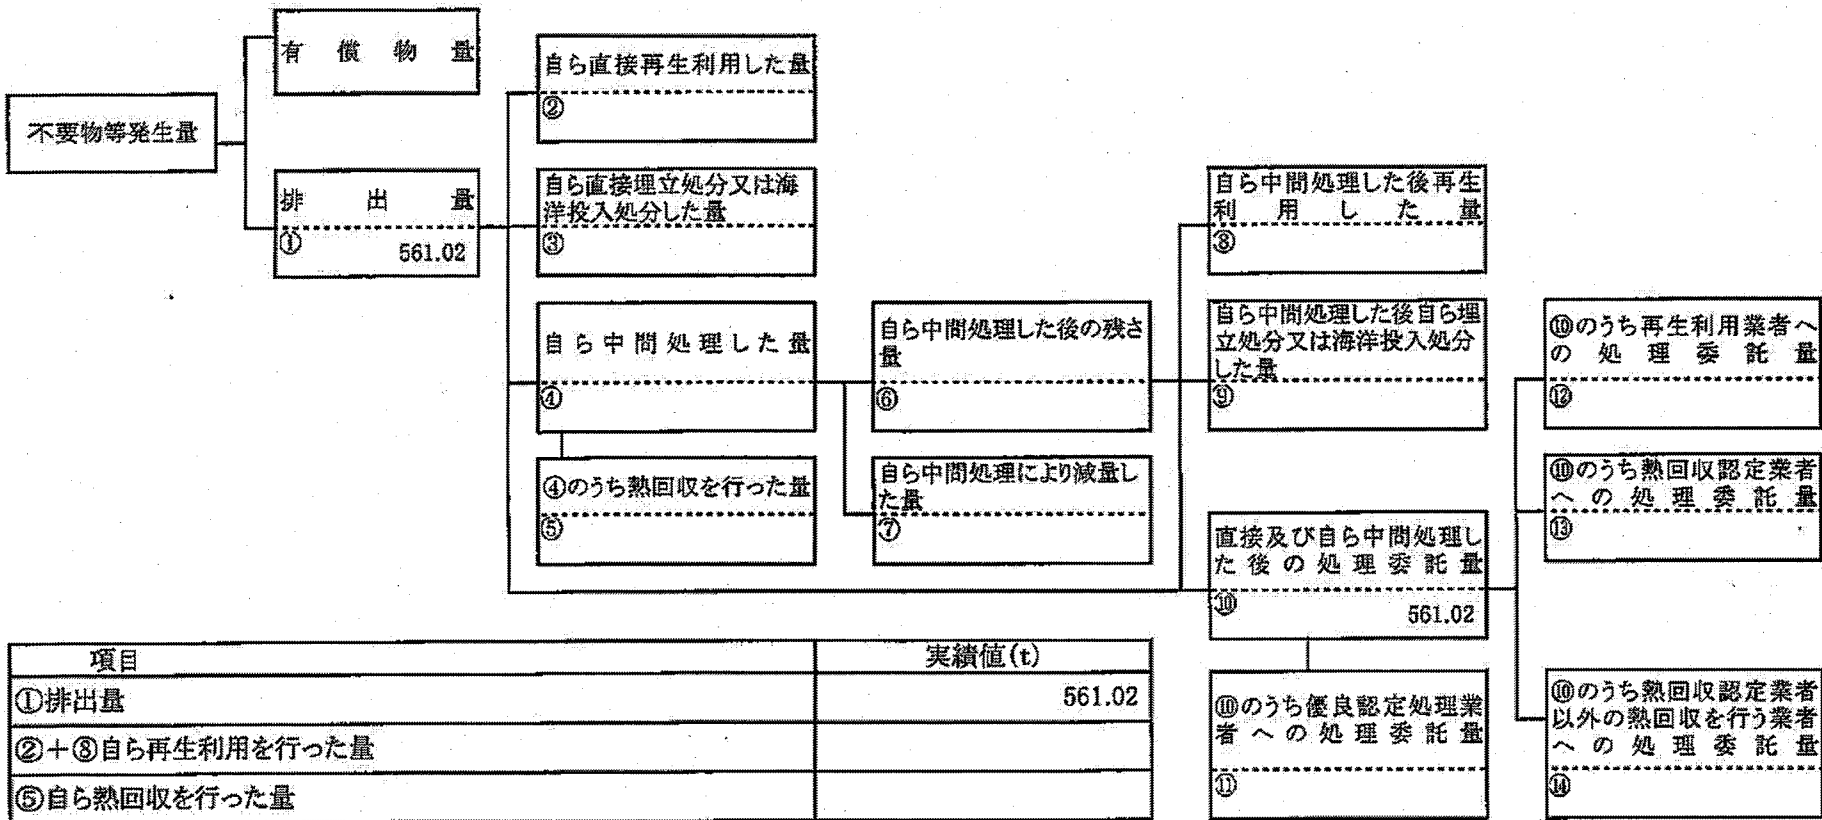 有償物量
不要物等発生量
排出量
①
561.02
自ら直接再生利用した量
②
自ら直接埋立処分又は海
洋投入処分した量
③
自ら中間処理した量
④
④のうち熱回収を行った量
⑤
自ら中間処理した後の残さ
量
⑥
自ら中間処理により減量し
た量
⑦
自ら中間処理した後再生
利用した量
⑧
自ら中間処理した後自ら埋
立処分又は海洋投入処分
した量
⑨
直接及び自ら中間処理し
た後の処理委託量
⑩
561.02
⑩のうち優良認定処理業
者への処理委託量
⑪
⑩のうち再生利用業者へ
の処理委託量
⑫
⑩のうち熱回収認定業者
への処理委託量
⑬
⑩のうち熱回収認定業者
以外の熱回収を行う業者
への処理委託量
⑭
項目 実績値(t)
①排出量 561.02
②+⑧自ら再生利用を行った量
⑤自ら熱回収を行った量